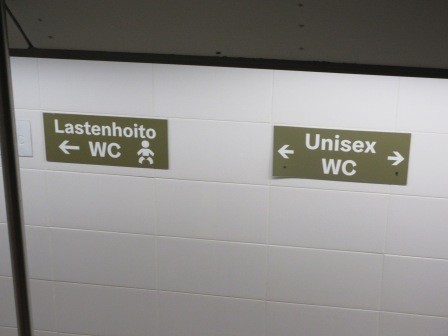 Lastenhoito
← WC
Unisex
← WC →